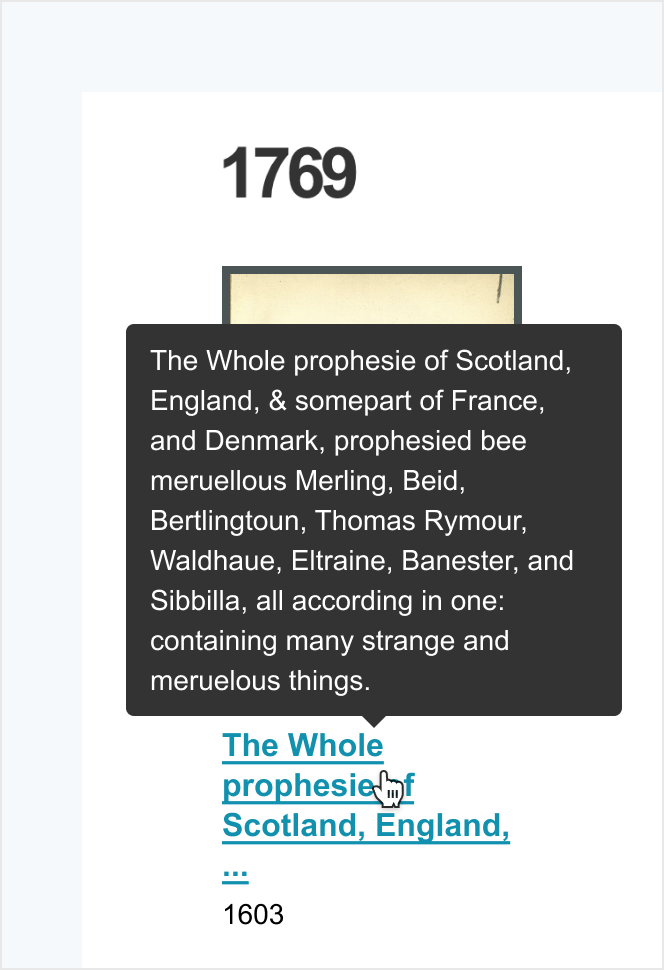 1769
The Whole prophesie of Scotland,
England, & somepart of France,
and Denmark, prophesied bee
meruellous Merling, Beid,
Bertlingtoun, Thomas Rymour,
Waldhaue, Eltraine, Banester, and
Sibbilla, all according in one:
containing many strange and
meruelous things.
The Whole
prophesie of
Scotland, England,
...
1603